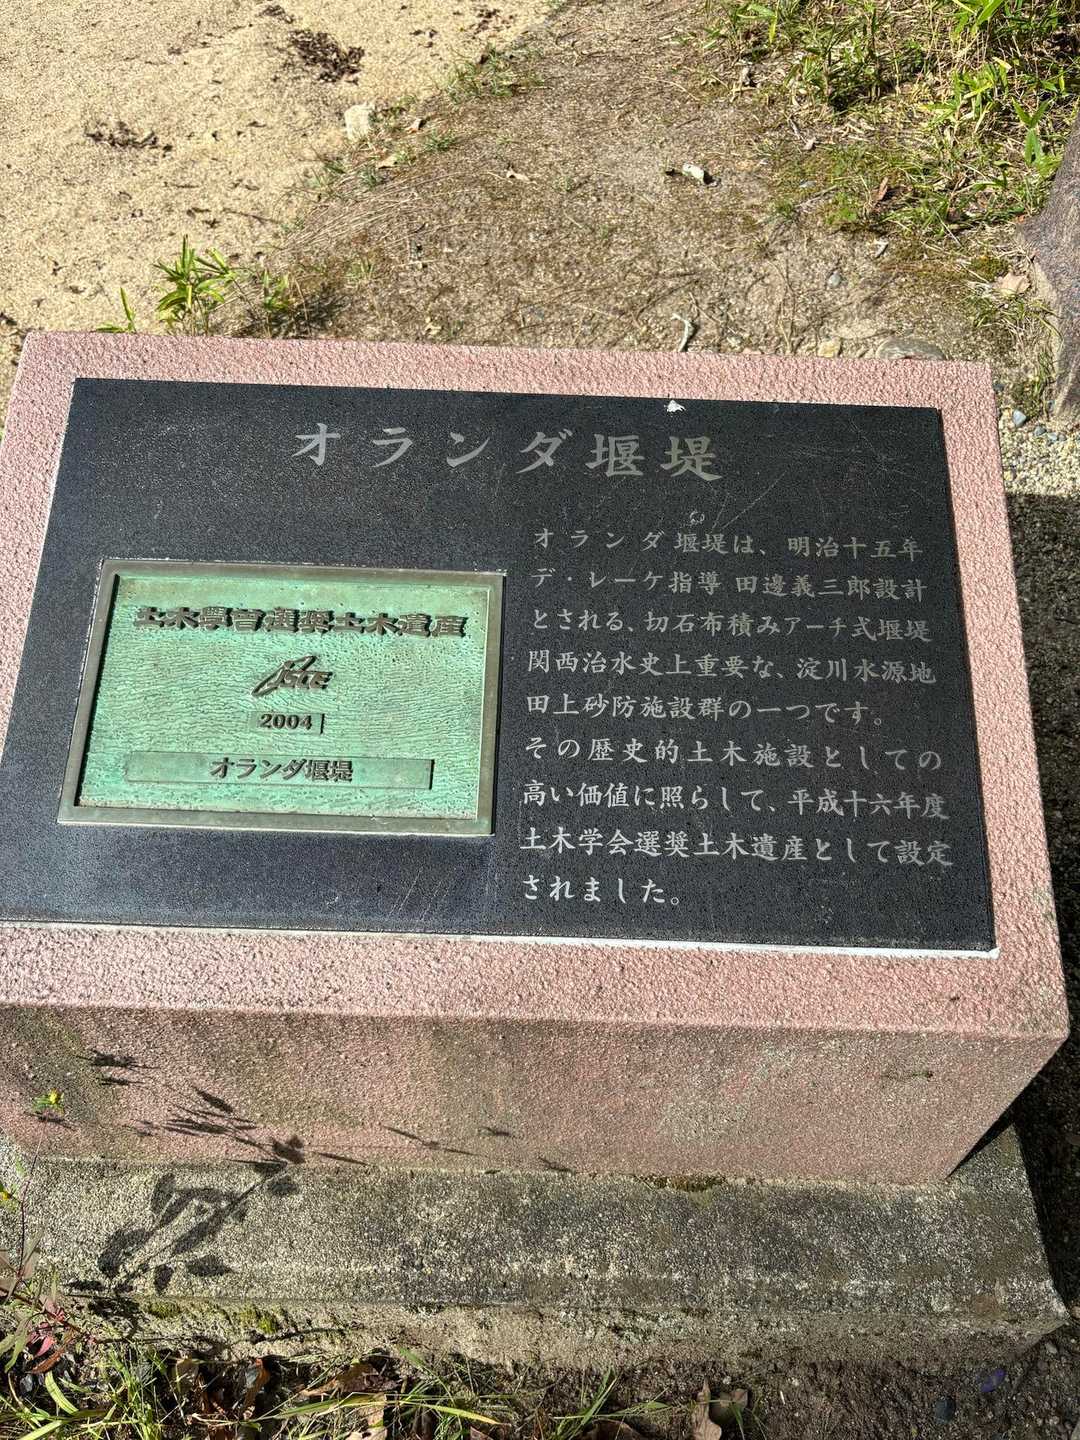 オランダ堰堤
オランダ堰堤は、明治十五年
デ・レーケ指導 田邉義三郎設計
とされる、切石布積みアーチ式堰堤
関西治水史上重要な、淀川水源地
田上砂防施設群の一つです。
その歴史的土木施設としての
高い価値に照らして、平成十六年度
土木学会選奨土木遺産として設定
されました。
土木學會選奨土木遺産
JSCE
2004
オランダ堰堤